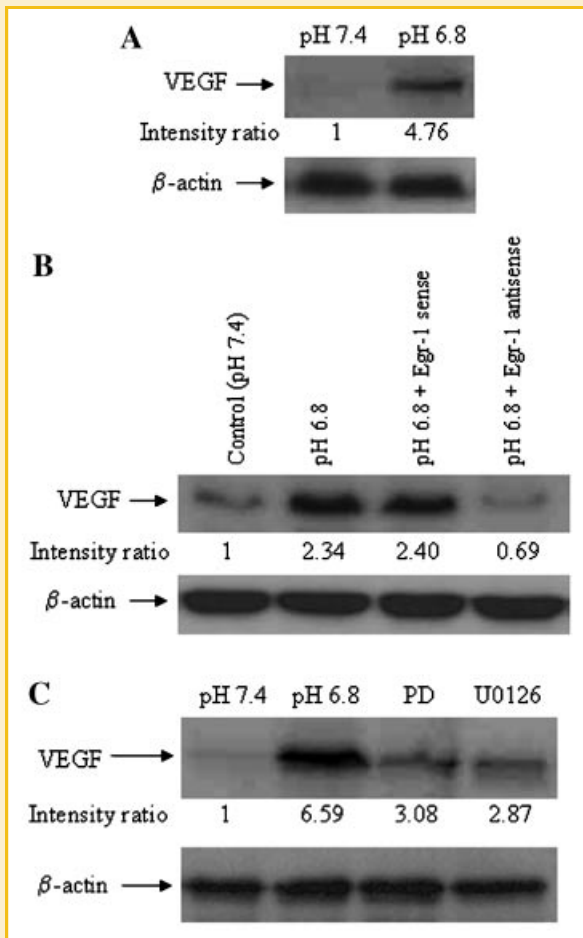 A
pH 7.4 pH 6.8
VEGF
Intensity ratio 1 4.76
β-actin
B
Control (pH 7.4)
pH 6.8
pH 6.8 + Egr-1 sense
pH 6.8 + Egr-1 antisense
VEGF
Intensity ratio 1 2.34 2.40 0.69
β-actin
C
pH 7.4 pH 6.8 PD U0126
VEGF
Intensity ratio 1 6.59 3.08 2.87
β-actin